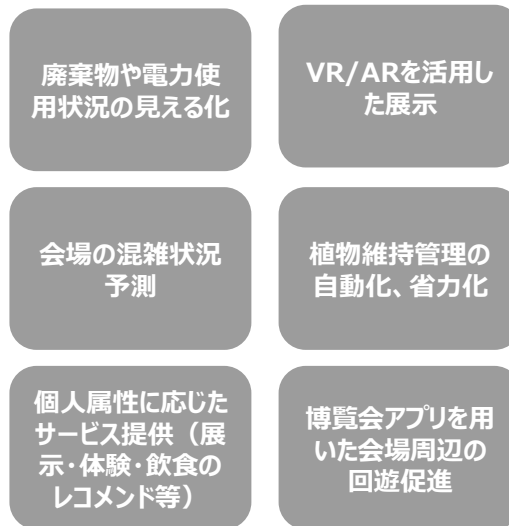 廃棄物や電力使
用状況の見える化
VR/ARを活用し
た展示
会場の混雑状況
予測
植物維持管理の
自動化、省力化
個人属性に応じた
サービス提供（展
示・体験・飲食の
レコメンド等）
博覧会アプリを用
いた会場周辺の
回遊促進